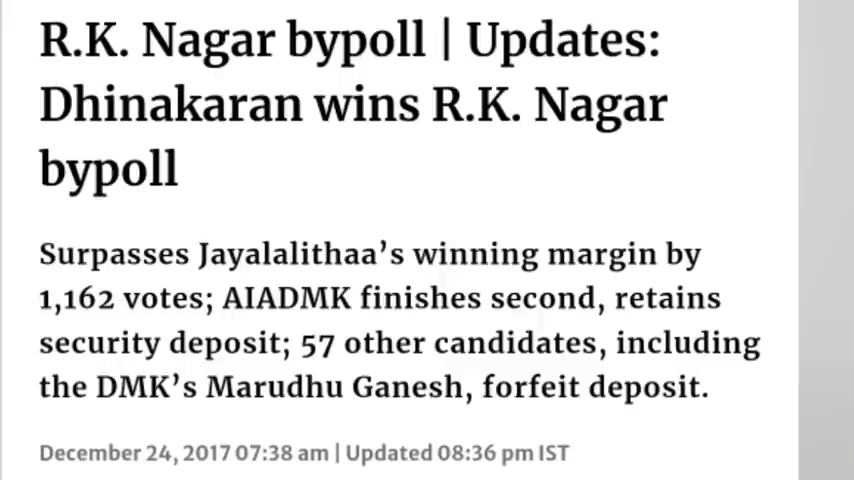 R.K. Nagar bypoll | Updates:
Dhinakaran wins R.K. Nagar
bypoll
Surpasses Jayalalithaa’s winning margin by
1,162 votes; AIADMK finishes second, retains
security deposit; 57 other candidates, including
the DMK’s Marudhu Ganesh, forfeit deposit.
December 24, 2017 07:38 am | Updated 08:36 pm IST